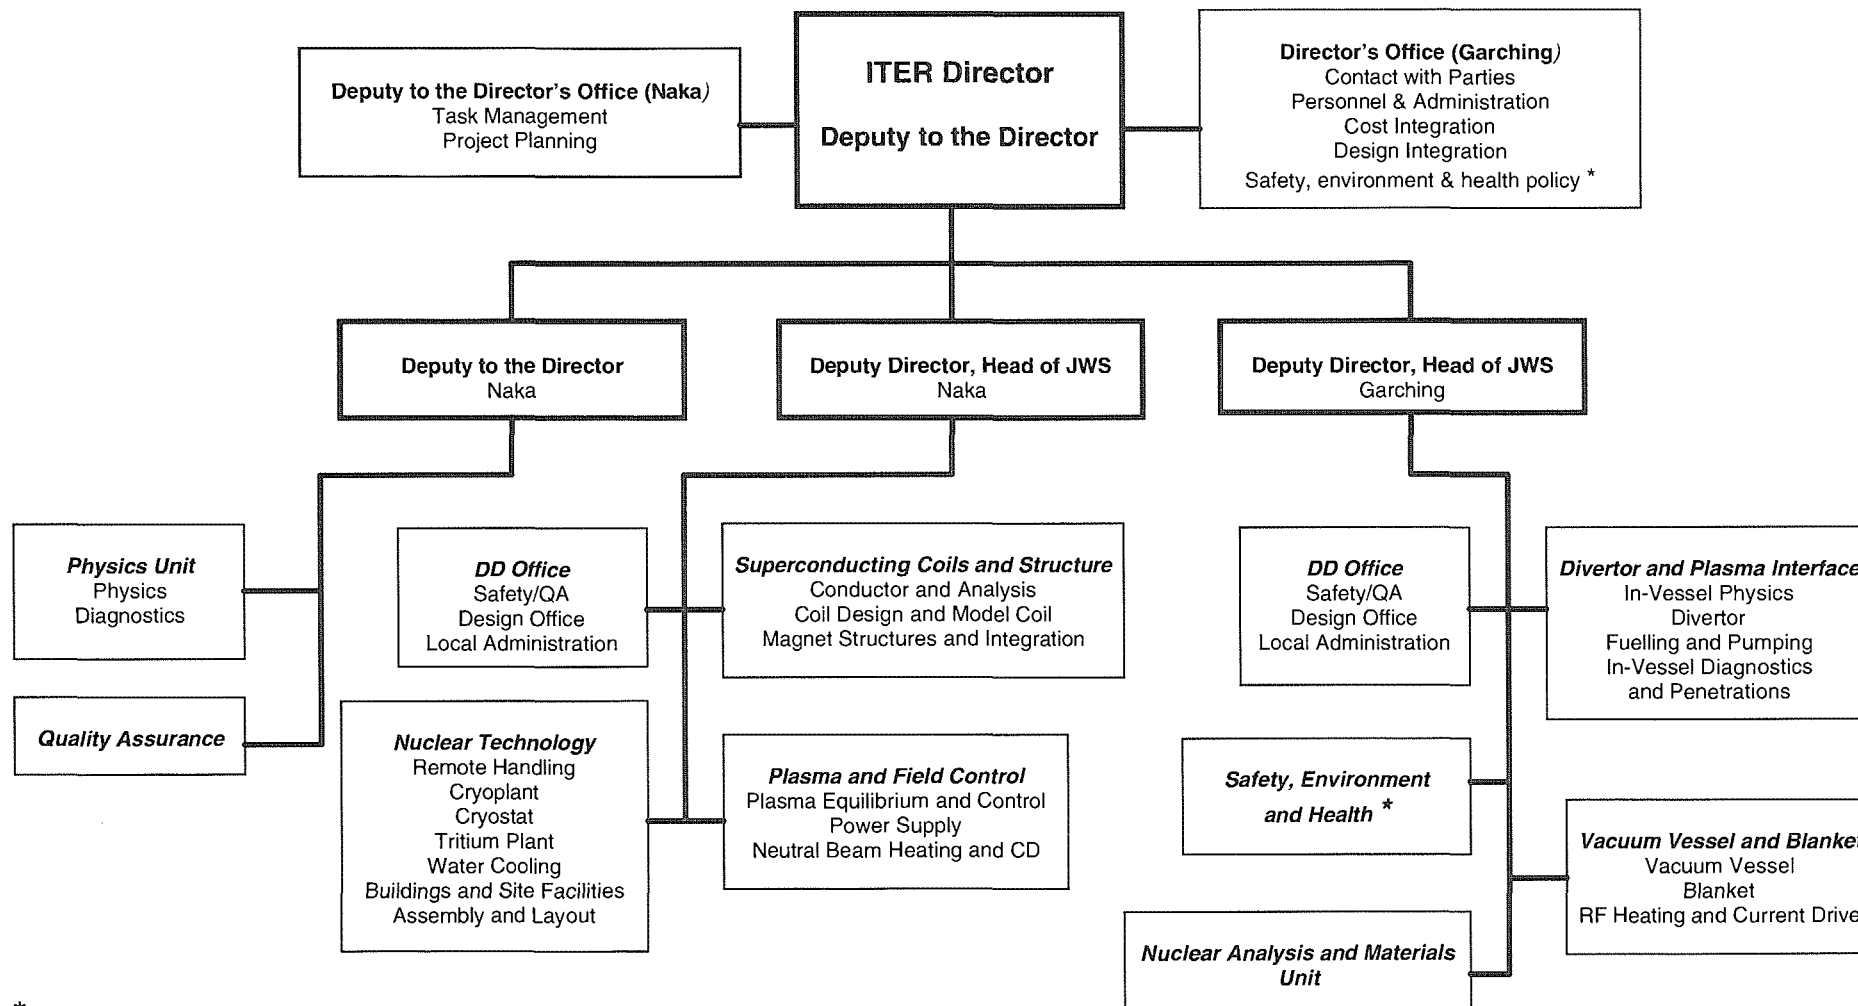 ITER Director
Deputy to the Director
Deputy to the Director's Office (Naka)
Task Management
Project Planning
Director's Office (Garching)
Contact with Parties
Personnel & Administration
Cost Integration
Design Integration
Safety, environment & health policy *
Deputy to the Director
Naka
Deputy Director, Head of JWS
Naka
Deputy Director, Head of JWS
Garching
Physics Unit
Physics
Diagnostics
Quality Assurance
DD Office
Safety/QA
Design Office
Local Administration
Superconducting Coils and Structure
Conductor and Analysis
Coil Design and Model Coil
Magnet Structures and Integration
Nuclear Technology
Remote Handling
Cryoplant
Cryostat
Tritium Plant
Water Cooling
Buildings and Site Facilities
Assembly and Layout
Plasma and Field Control
Plasma Equilibrium and Control
Power Supply
Neutral Beam Heating and CD
DD Office
Safety/QA
Design Office
Local Administration
Divertor and Plasma Interface
In-Vessel Physics
Divertor
Fuelling and Pumping
In-Vessel Diagnostics
and Penetrations
Safety, Environment
and Health *
Vacuum Vessel and Blanket
Vacuum Vessel
Blanket
RF Heating and Current Drive
Nuclear Analysis and Materials
Unit
*